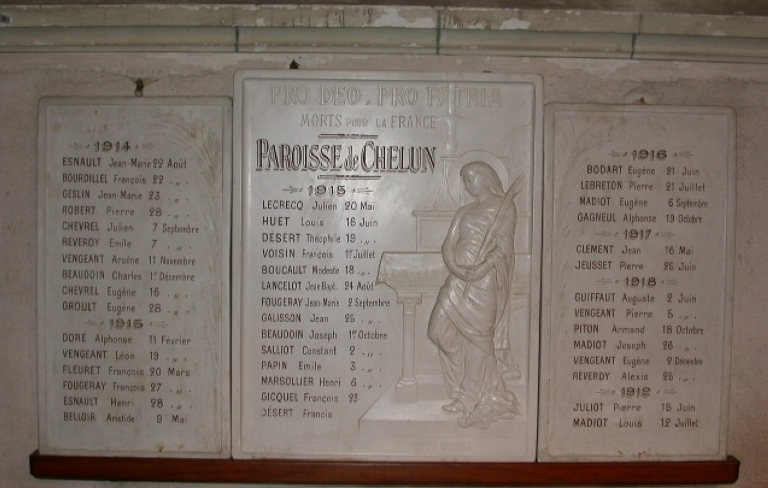 1914
ESNAULT Jean-Marie 22 Août
BOURDILLEL François 22 -„-
GESLIN Jean-Marie 23 -„-
ROBERT Pierre 28 -„-
CHEVREL Julien 7 Septembre
REVERDY Emile 7 -„-
VENGEANT Arsène 11 Novembre
BEAUDOIN Charles 1er Décembre
CHEVREL Eugène 16 -„-
GROULT Eugène 28 -„-
1915
DORÉ Alphonse 11 Février
VENGEANT Léon 19 -„-
FLEURET François 20 Mars
FOUGERAY François 27 -„-
ESNAULT Henri 28 -„-
BELLOIR Aristide 9 Mai
PRO DEO . PRO PATRIA
MORTS POUR LA FRANCE
PAROISSE de CHELUN
1915
LECRECQ Julien 20 Mai
HUET Louis 16 Juin
DÉSERT Théophile 19 -„-
VOISIN François 1er Juillet
BOUCAULT Modeste 18 -„-
LANCELOT Jean-Bapt. 24 Août
FOUGERAY Jean-Marie 2 Septembre
GALISSON Jean 25 -„-
BEAUDOIN Joseph 1er Octobre
SALLIOT Constant 2 -„-
PAPIN Emile 3 -„-
MARSOLLIER Henri 6 -„-
GICQUEL François 23
DÉSERT Francis
1916
BODART Eugène 21 Juin
LEBRETON Pierre 21 Juillet
MADIOT Eugène 6 Septembre
GAGNEUL Alphonse 19 Octobre
1917
CLEMENT Jean 16 Mai
JEUSSET Pierre 26 Juin
1918
GUIFFAUT Auguste 2 Juin
VENGEANT Pierre 5 -„-
PITON Armand 18 Octobre
MADIOT Joseph 26 -„-
VENGEANT Eugène 2 Décembre
REVERDY Alexis 25 -„-
1919
JULIOT Pierre 15 Juin
MADIOT Louis 12 Juillet